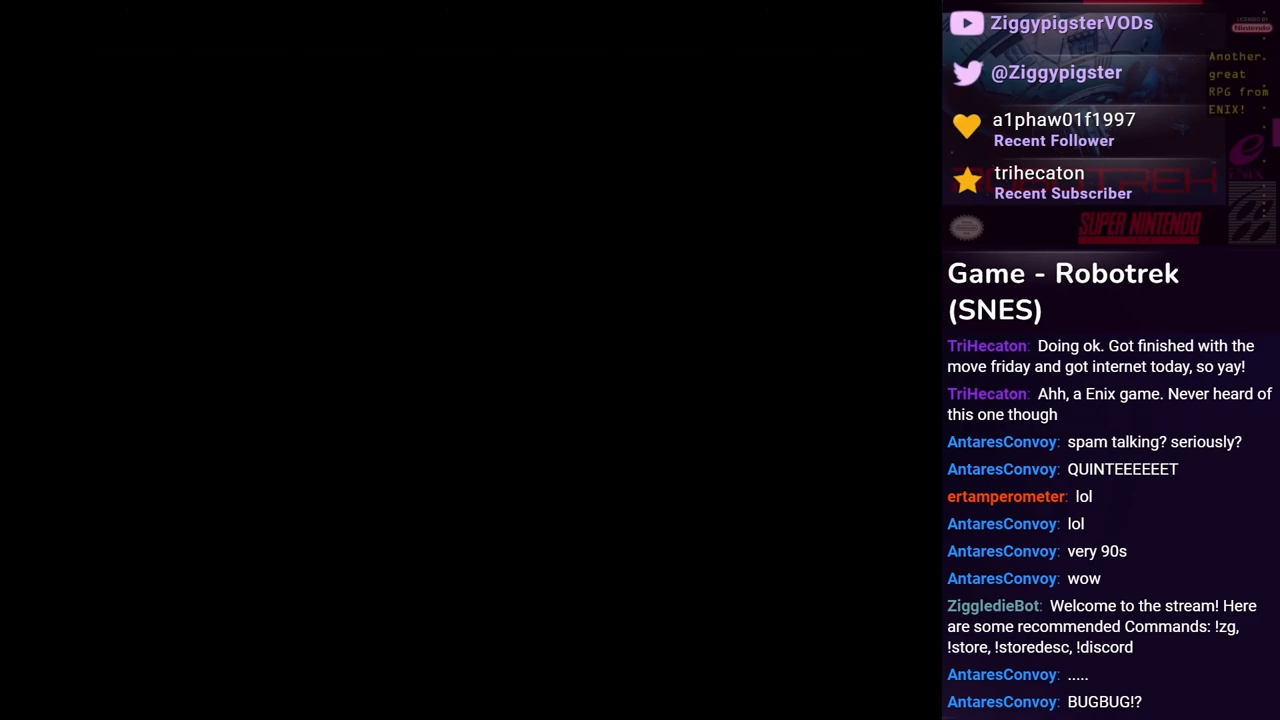 ZiggypigsterVODs
@Ziggypigster
a1phaw01f1997
Recent Follower
trihecaton
Recent Subscriber
LICENSED BY
Nintendo
Another
great
RPG from
ENIX!
SUPER NINTENDO
Game - Robotrek
(SNES)
TriHecaton: Doing ok. Got finished with the
move friday and got internet today, so yay!
TriHecaton: Ahh, a Enix game. Never heard of
this one though
AntaresConvoy: spam talking? seriously?
AntaresConvoy: QUINTEEEEEET
ertamperometer: lol
AntaresConvoy: lol
AntaresConvoy: very 90s
AntaresConvoy: wow
ZiggledieBot: Welcome to the stream! Here
are some recommended Commands: !zg,
!store, !storedesc, !discord
AntaresConvoy: .....
AntaresConvoy: BUGBUG!?